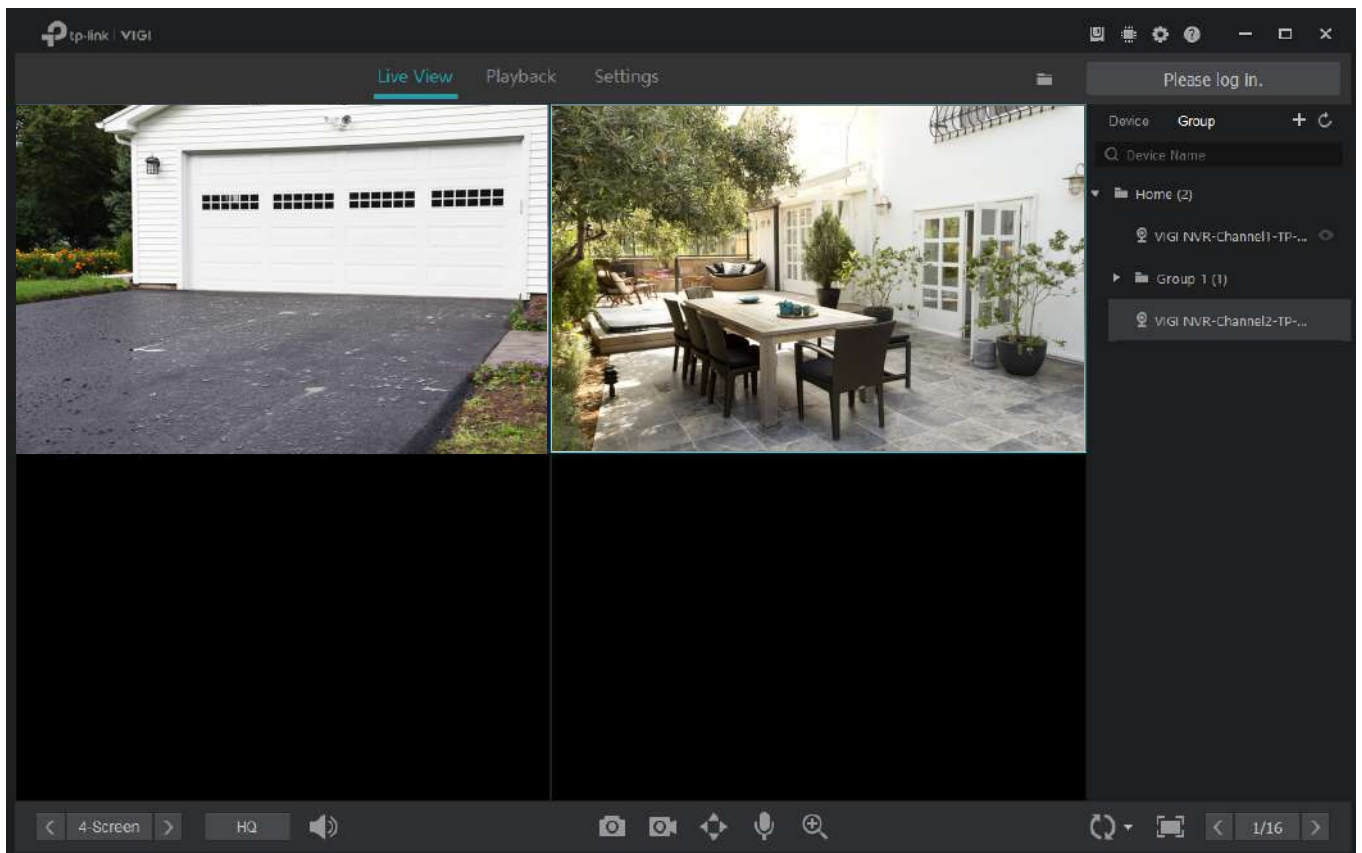 tp-link | VIGI
Live View Playback Settings
Please log in.
Device Group
Device Name
Home (2)
VIGI NVR-Channel1-TP-...
Group 1 (1)
VIGI NVR-Channel2-TP-...
4-Screen
HQ
1/16